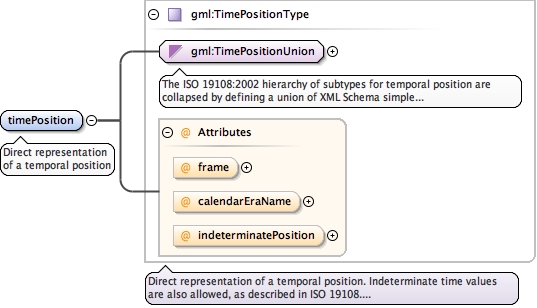 gml:TimePositionType
gml:TimePositionUnion
The ISO 19108:2002 hierarchy of subtypes for temporal position are
collapsed by defining a union of XML Schema simple...
timePosition
Direct representation
of a temporal position
@ Attributes
@ frame
@ calendarEraName
@ indeterminatePosition
Direct representation of a temporal position. Indeterminate time values
are also allowed, as described in ISO 19108....